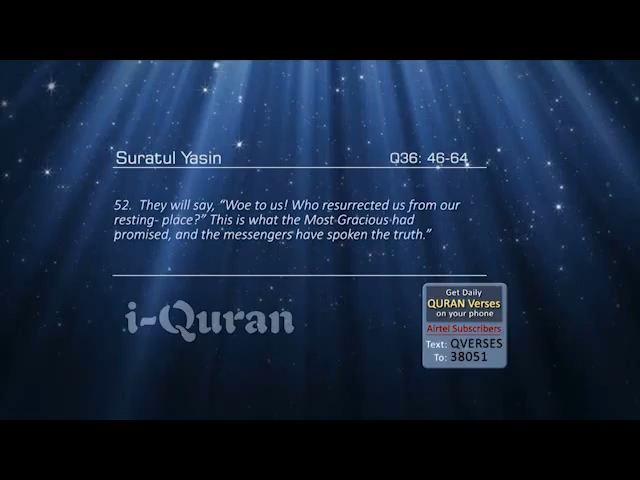 Suratul Yasin Q36: 46-64
52. They will say, “Woe to us! Who resurrected us from our
resting- place?” This is what the Most Gracious had
promised, and the messengers have spoken the truth.”
i-Quran
Get Daily
QURAN Verses
on your phone
Airtel Subscribers
Text: QVERSES
To: 38051